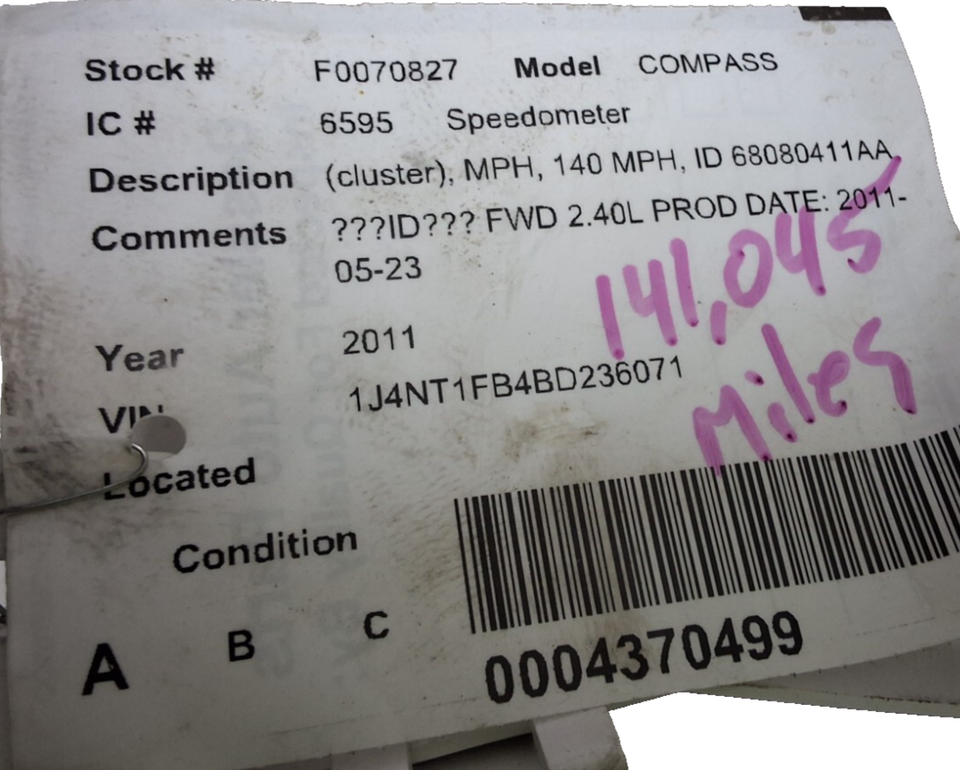 Stock # F0070827 Model COMPASS
IC # 6595 Speedometer
Description (cluster), MPH, 140 MPH, ID 68080411AA,
Comments ???ID??? FWD 2.40L PROD DATE: 2011-
05-23
141,045
Miles
Year 2011
VIN 1J4NT1FB4BD236071
Located
Condition
A B C
0004370499